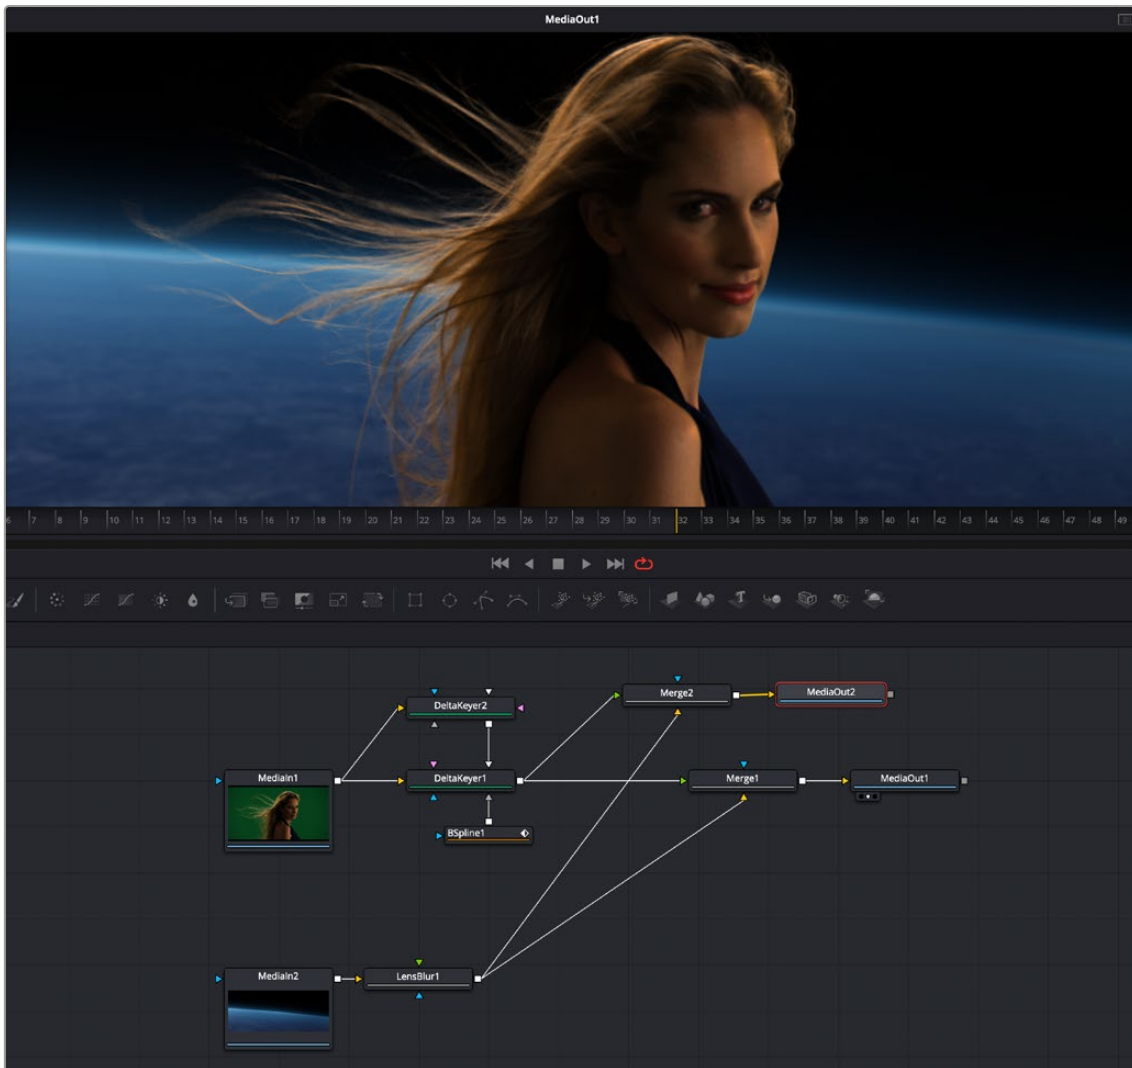 MediaOut1
6 7 8 9 10 11 12 13 14 15 16 17 18 19 20 21 22 23 24 25 26 27 28 29 30 31 32 33 34 35 36 37 38 39 40 41 42 43 44 45 46 47 48 49
Merge2
MediaOut2
DeltaKeyer2
MediaIn1
DeltaKeyer1
Merge1
MediaOut1
BSpline1
MediaIn2
LensBlur1